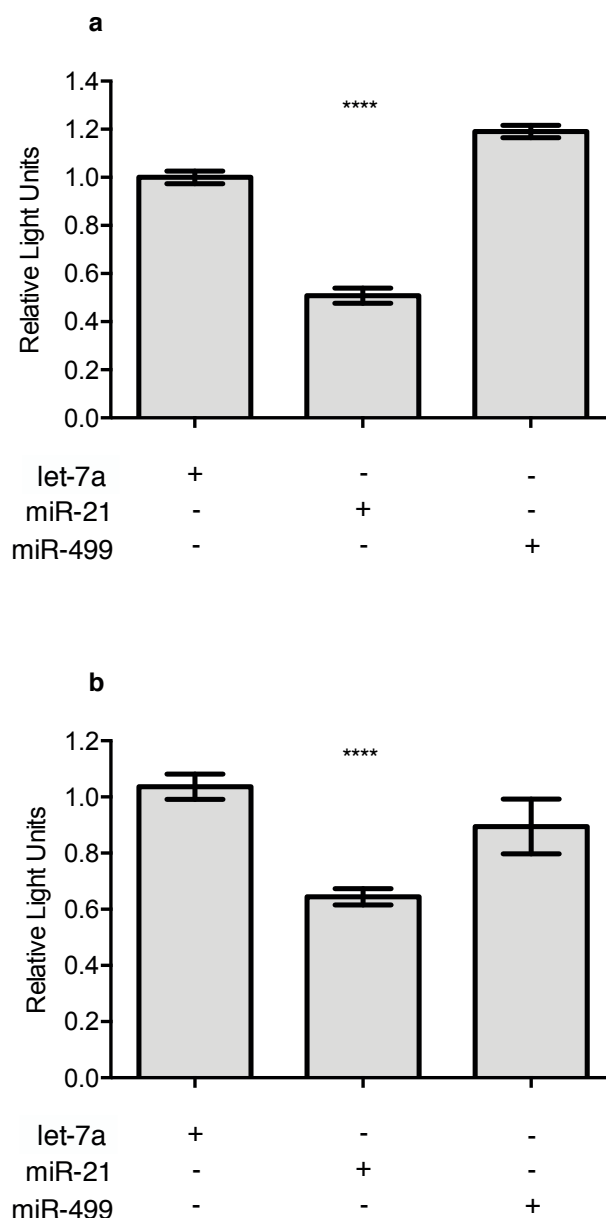 a
Relative Light Units
1.4
1.2
1.0
0.8
0.6
0.4
0.2
0.0
****
let-7a + - -
miR-21 - + -
miR-499 - - +
b
Relative Light Units
1.2
1.0
0.8
0.6
0.4
0.2
0.0
****
let-7a + - -
miR-21 - + -
miR-499 - - +